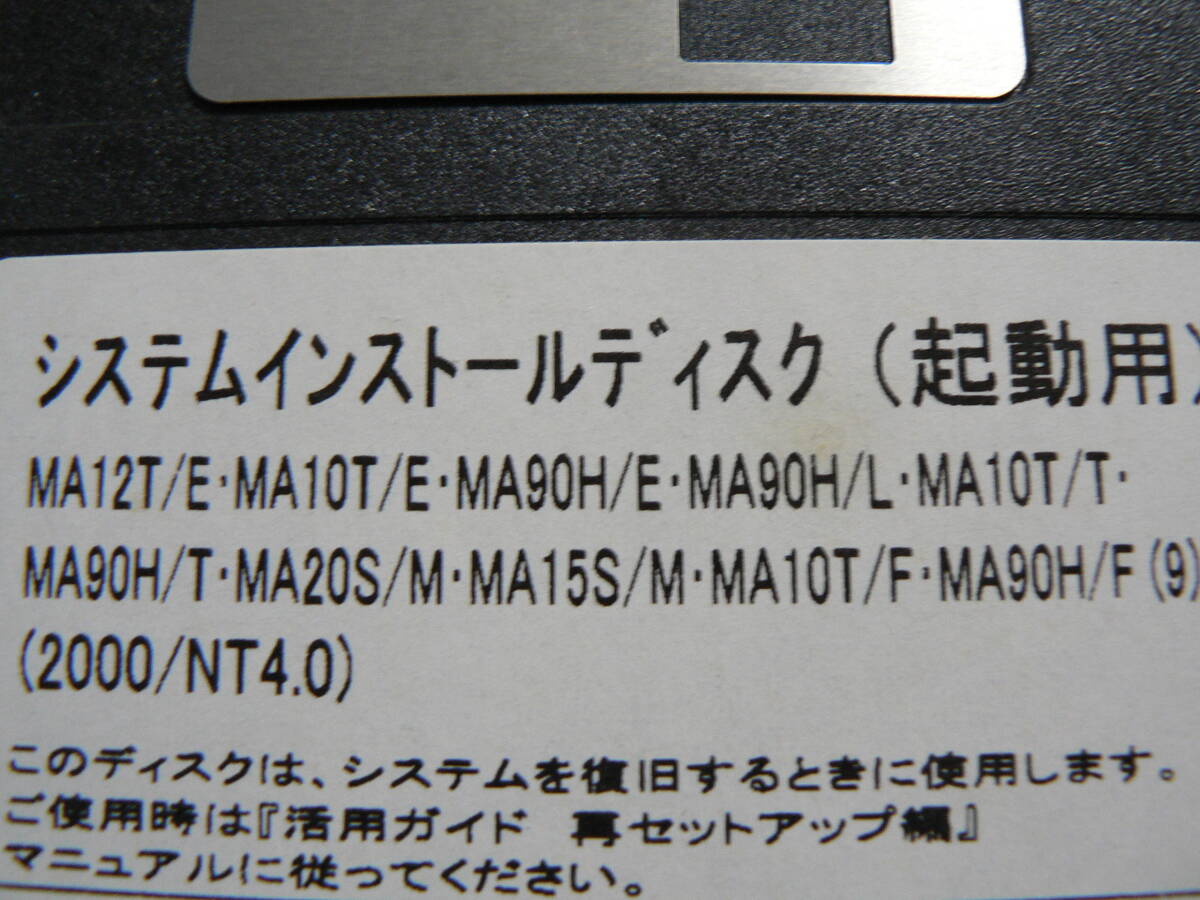 システムインストールディスク(起動用)
MA12T/E・MA10T/E・MA90H/E・MA90H/L・MA10T/T・
MA90H/T・MA20S/M・MA15S/M・MA10T/F・MA90H/F(9)
(2000/NT4.0)
このディスクは、システムを復旧するときに使用します。
ご使用時は『活用ガイド 再セットアップ編』
マニュアルに従ってください。